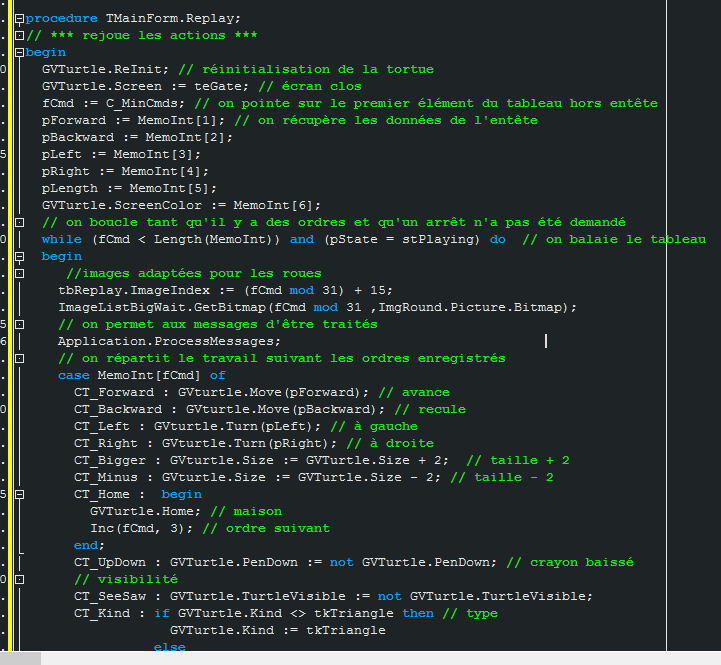 procedure TMainForm.Replay;
// *** rejoue les actions ***
begin
GVTurtle.ReInit; // réinitialisation de la tortue
GVTurtle.Screen := teGate; // écran clos
fCmd := C_MinCmds; // on pointe sur le premier élément du tableau hors entête
pForward := MemoInt[1]; // on récupère les données de l'entête
pBackward := MemoInt[2];
pLeft := MemoInt[3];
pRight := MemoInt[4];
pLength := MemoInt[5];
GVTurtle.ScreenColor := MemoInt[6];
// on boucle tant qu'il y a des ordres et qu'un arrêt n'a pas été demandé
while (fCmd < Length(MemoInt)) and (pState = stPlaying) do  // on balaie le tableau
begin
//images adaptées pour les roues
tbReplay.ImageIndex := (fCmd mod 31) + 15;
ImageListBigWait.GetBitmap(fCmd mod 31 ,ImgRound.Picture.Bitmap);
// on permet aux messages d'être traités
Application.ProcessMessages;
// on répartit le travail suivant les ordres enregistrés
case MemoInt[fCmd] of
CT_Forward : GVturtle.Move(pForward); // avance
CT_Backward : GVturtle.Move(pBackward); // recule
CT_Left : GVturtle.Turn(pLeft); // à gauche
CT_Right : GVturtle.Turn(pRight); // à droite
CT_Bigger : GVturtle.Size := GVTurtle.Size + 2;  // taille + 2
CT_Minus : GVturtle.Size := GVTurtle.Size - 2; // taille - 2
CT_Home :  begin
GVTurtle.Home; // maison
Inc(fCmd, 3); // ordre suivant
end;
CT_UpDown : GVTurtle.PenDown := not GVTurtle.PenDown; // crayon baissé
// visibilité
CT_SeeSaw : GVTurtle.TurtleVisible := not GVTurtle.TurtleVisible;
CT_Kind : if GVTurtle.Kind <> tkTriangle then // type
GVTurtle.Kind := tkTriangle
else